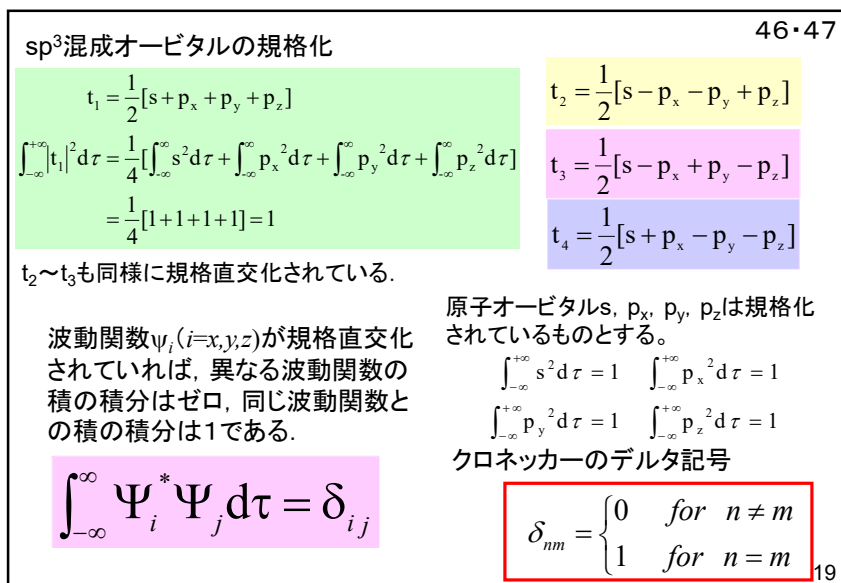 46・47
sp³混成オービタルの規格化
t₁ = 1/2[s + pₓ + p_y + p_z]
∫₋∞^+∞|t₁|²dτ = 1/4[∫₋∞^∞ s²dτ + ∫₋∞^∞ pₓ²dτ + ∫₋∞^∞ p_y²dτ + ∫₋∞^∞ p_z²dτ]
= 1/4[1+1+1+1] = 1
t₂ = 1/2[s − pₓ − p_y + p_z]
t₃ = 1/2[s − pₓ + p_y − p_z]
t₄ = 1/2[s + pₓ − p_y − p_z]
t₂～t₃も同様に規格直交化されている.
波動関数ψᵢ(i=x,y,z)が規格直交化
されていれば, 異なる波動関数の
積の積分はゼロ, 同じ波動関数と
の積の積分は1である.
∫₋∞^∞ Ψᵢ*Ψⱼdτ = δᵢⱼ
原子オービタルs, pₓ, p_y, p_zは規格化
されているものとする。
∫₋∞^+∞ s²dτ = 1 ∫₋∞^+∞ pₓ²dτ = 1
∫₋∞^+∞ p_y²dτ = 1 ∫₋∞^+∞ p_z²dτ = 1
クロネッカーのデルタ記号
δₙₘ = {0 for n ≠ m
1 for n = m
19